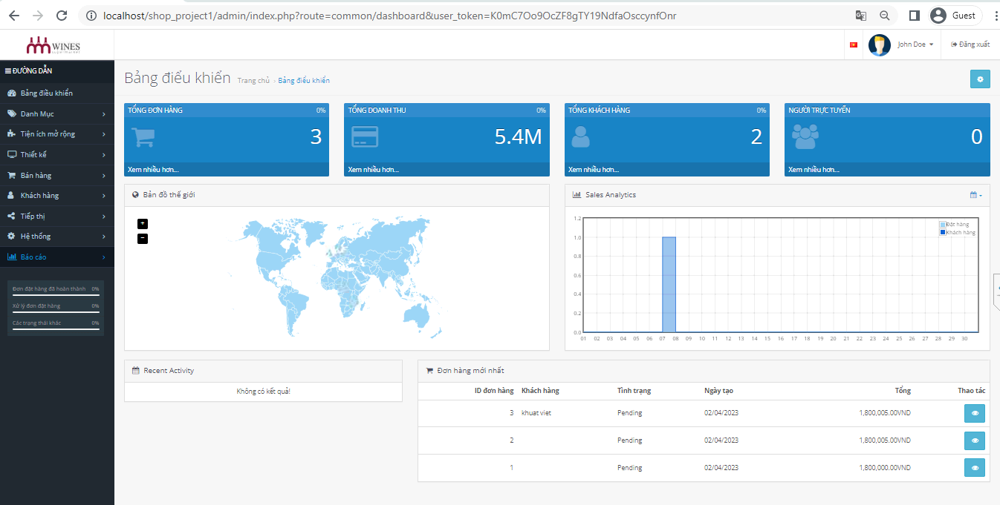 localhost/shop_project1/admin/index.php?route=common/dashboard&user_token=K0mC7Oo9OcZF8gTY19NdfaOsccynfOnr
Guest
WINES
supermarket
John Doe
Đăng xuất
ĐƯỜNG DẪN
Bảng điều khiển
Danh Mục
Tiện ích mở rộng
Thiết kế
Bán hàng
Khách hàng
Tiếp thị
Hệ thống
Báo cáo
Đơn đặt hàng đã hoàn thành 0%
Xử lý đơn đặt hàng 0%
Các trạng thái khác 0%
Bảng điều khiển Trang chủ › Bảng điều khiển
TỔNG ĐƠN HÀNG 0%
3
Xem nhiều hơn...
TỔNG DOANH THU 0%
5.4M
Xem nhiều hơn...
TỔNG KHÁCH HÀNG 0%
2
Xem nhiều hơn...
NGƯỜI TRỰC TUYẾN
0
Xem nhiều hơn...
Bản đồ thế giới
+
−
Sales Analytics
1.2
1.0
0.8
0.6
0.4
0.2
0.0
Đặt hàng
Khách hàng
01 02 03 04 05 06 07 08 09 10 11 12 13 14 15 16 17 18 19 20 21 22 23 24 25 26 27 28 29 30
Recent Activity
Không có kết quả!
Đơn hàng mới nhất
ID đơn hàng Khách hàng Tình trạng Ngày tạo Tổng Thao tác
3 khuat viet Pending 02/04/2023 1,800,005.00VND
2 Pending 02/04/2023 1,800,005.00VND
1 Pending 02/04/2023 1,800,000.00VND